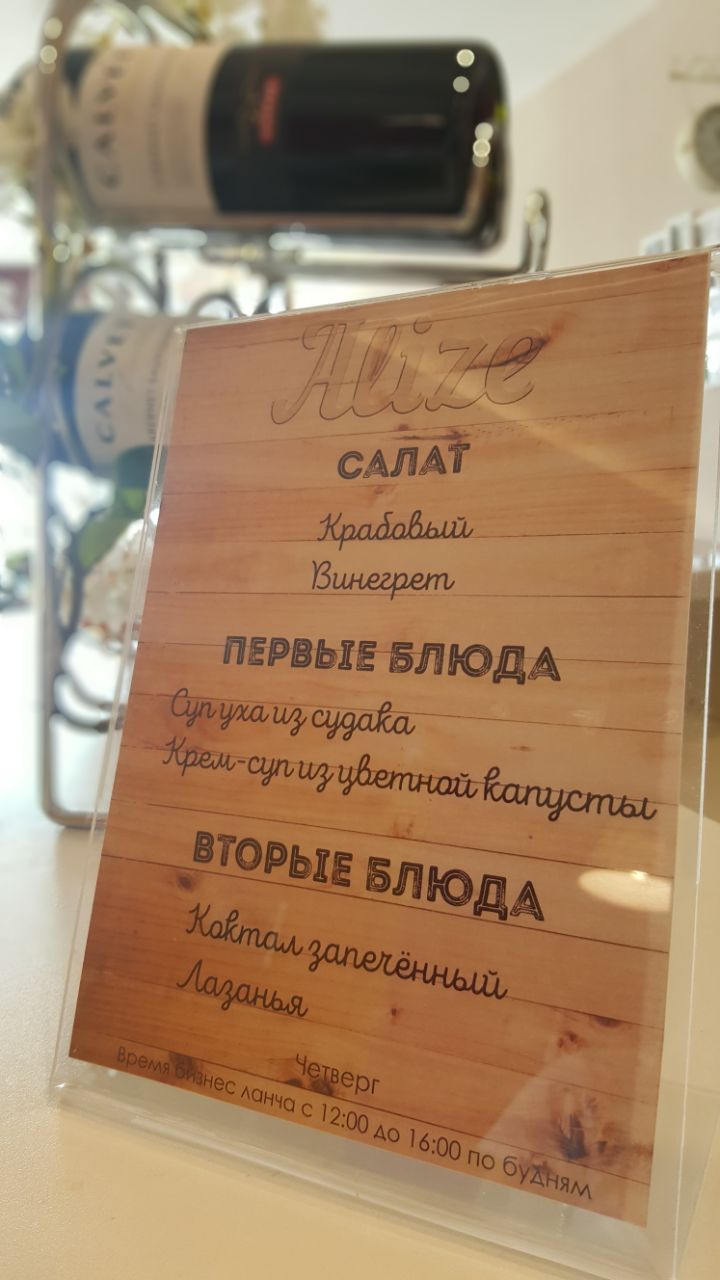 CALVET
CALVE
Alize
САЛАТ
Крабовый
Винегрет
ПЕРВЫЕ БЛЮДА
Суп уха из судака
Крем-суп из цветной капусты
ВТОРЫЕ БЛЮДА
Коктал запечённый
Лазанья
Четверг
Время бизнес ланча с 12:00 до 16:00 по будням